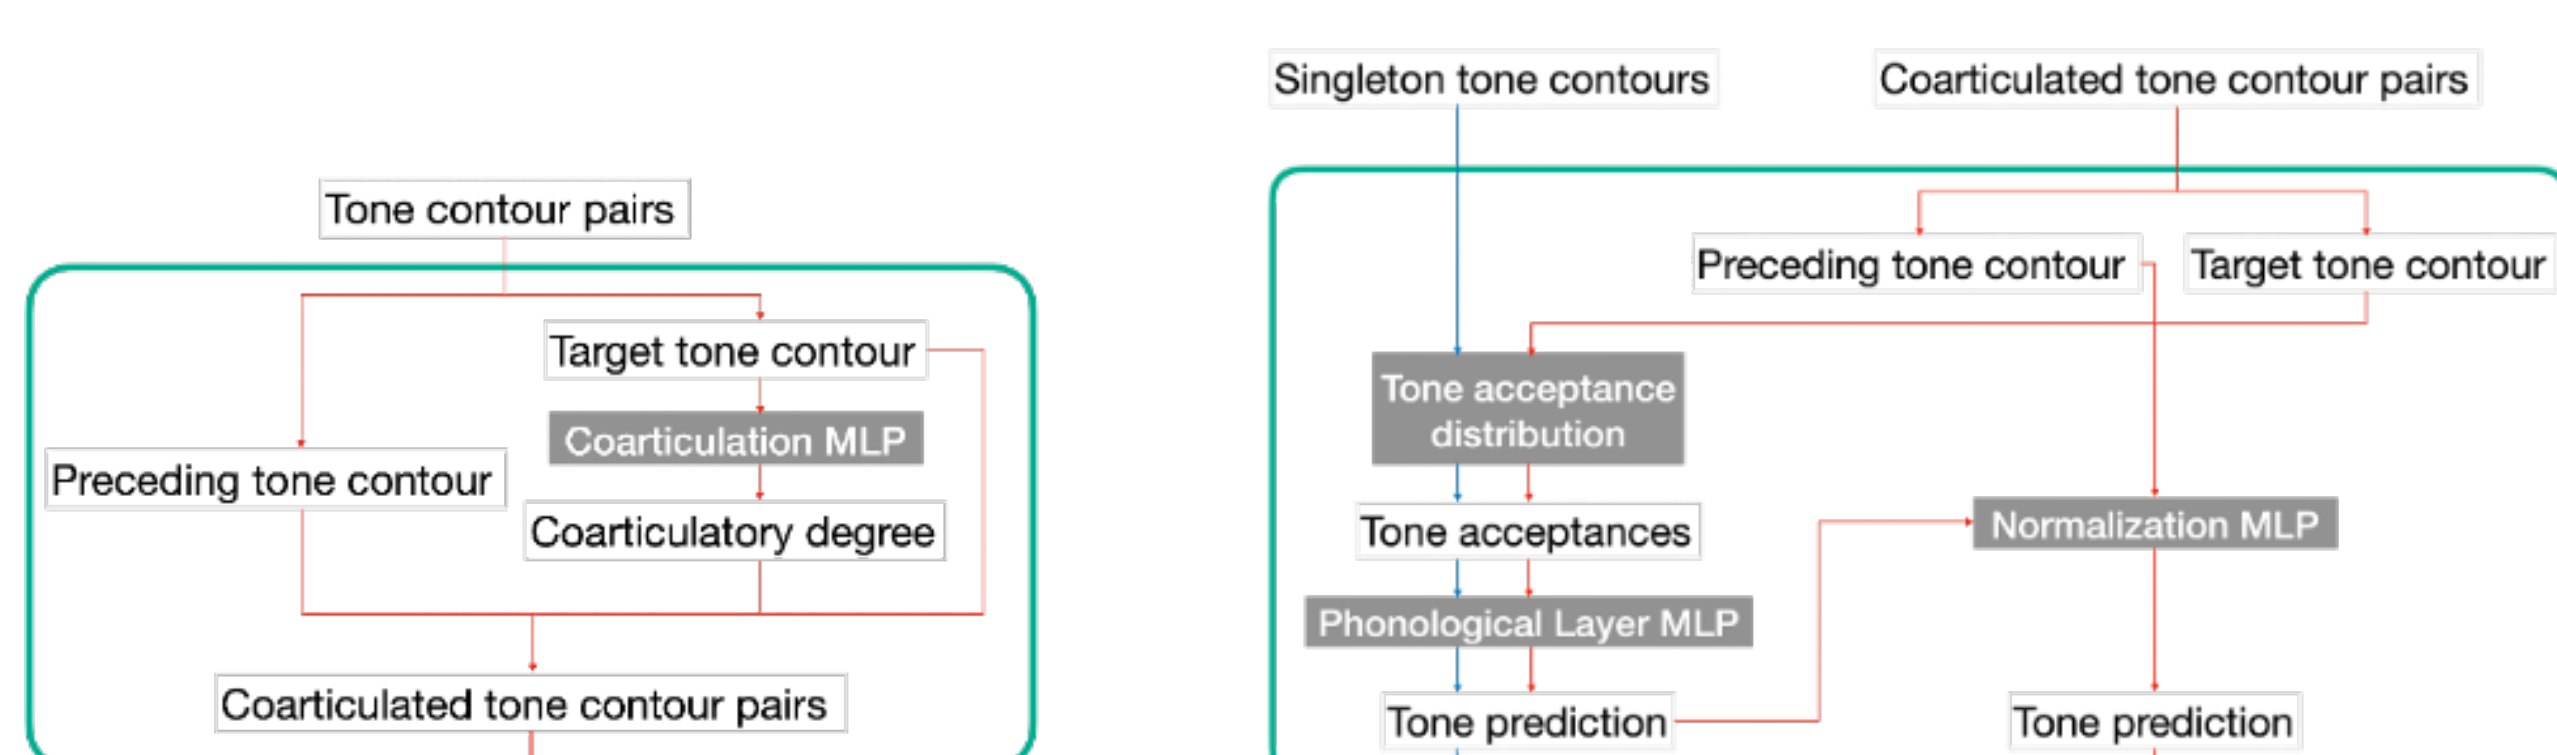 Tone contour pairs
Target tone contour
Coarticulation MLP
Preceding tone contour
Coarticulatory degree
Coarticulated tone contour pairs
Singleton tone contours
Coarticulated tone contour pairs
Preceding tone contour
Target tone contour
Tone acceptance
distribution
Tone acceptances
Normalization MLP
Phonological Layer MLP
Tone prediction
Tone prediction